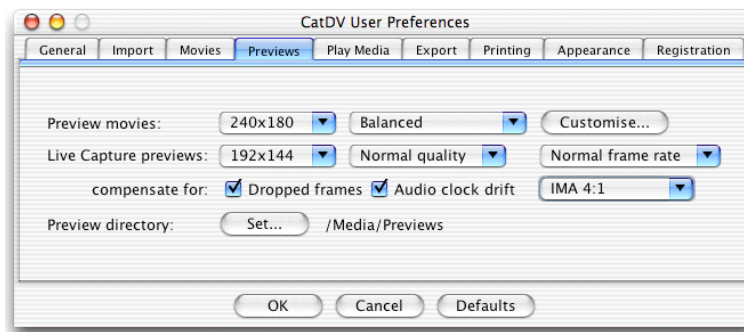 CatDV User Preferences
General Import Movies Previews Play Media Export Printing Appearance Registration
Preview movies: 240x180 Balanced Customise...
Live Capture previews: 192x144 Normal quality Normal frame rate
compensate for: Dropped frames Audio clock drift IMA 4:1
Preview directory: Set... /Media/Previews
OK Cancel Defaults